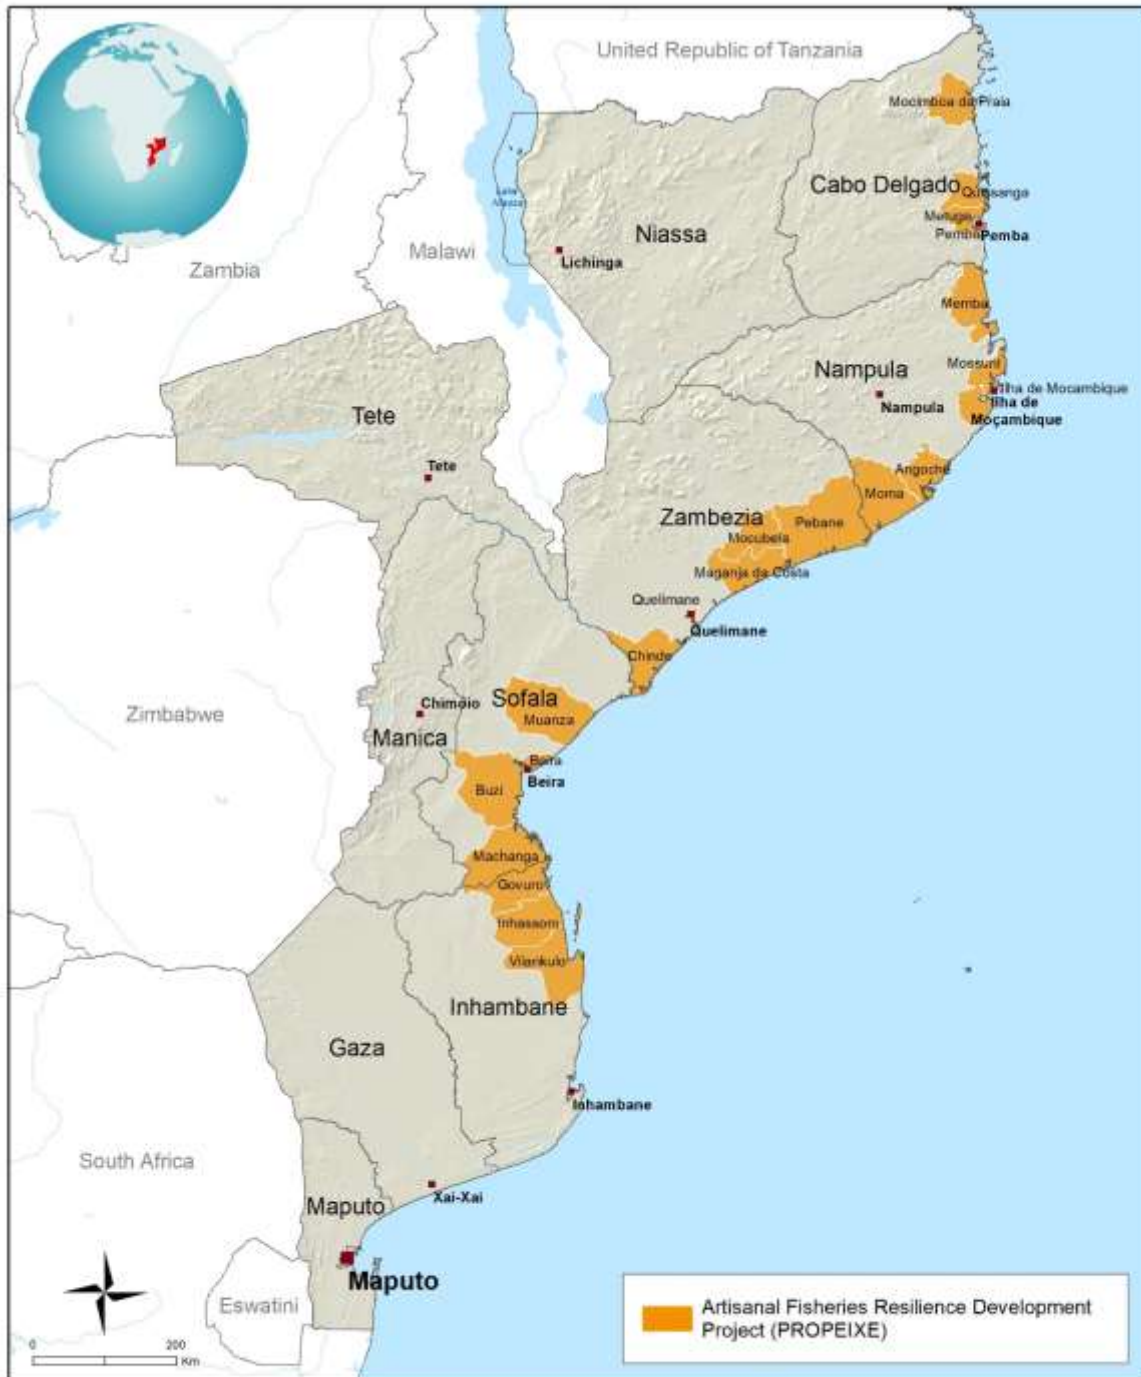 United Republic of Tanzania
Mocimboa da Praia
Cabo Delgado
Quissanga
Metuge
Pemba
Pemba
Niassa
Malawi
Lichinga
Zambia
Memba
Nampula
Mossuril
Ilha de Mocambique
Ilha de
Moçambique
Nampula
Tete
Tete
Angoche
Moma
Zambezia
Pebane
Mocubela
Maganja da Costa
Quelimane
Quelimane
Chinde
Sofala
Muanza
Chimoio
Zimbabwe
Manica
Beira
Beira
Buzi
Machanga
Govuro
Inhassoro
Vilankulo
Inhambane
Gaza
Inhambane
South Africa
Xai-Xai
Maputo
Maputo
Eswatini
0 200
Km
Artisanal Fisheries Resilience Development
Project (PROPEIXE)